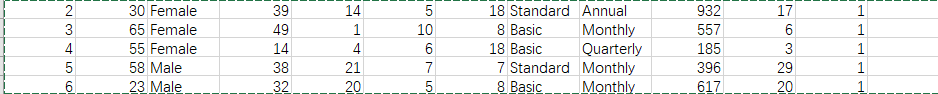 2 30 Female 39 14 5 18 Standard Annual 932 17 1
3 65 Female 49 1 10 8 Basic Monthly 557 6 1
4 55 Female 14 4 6 18 Basic Quarterly 185 3 1
5 58 Male 38 21 7 7 Standard Monthly 396 29 1
6 23 Male 32 20 5 8 Basic Monthly 617 20 1